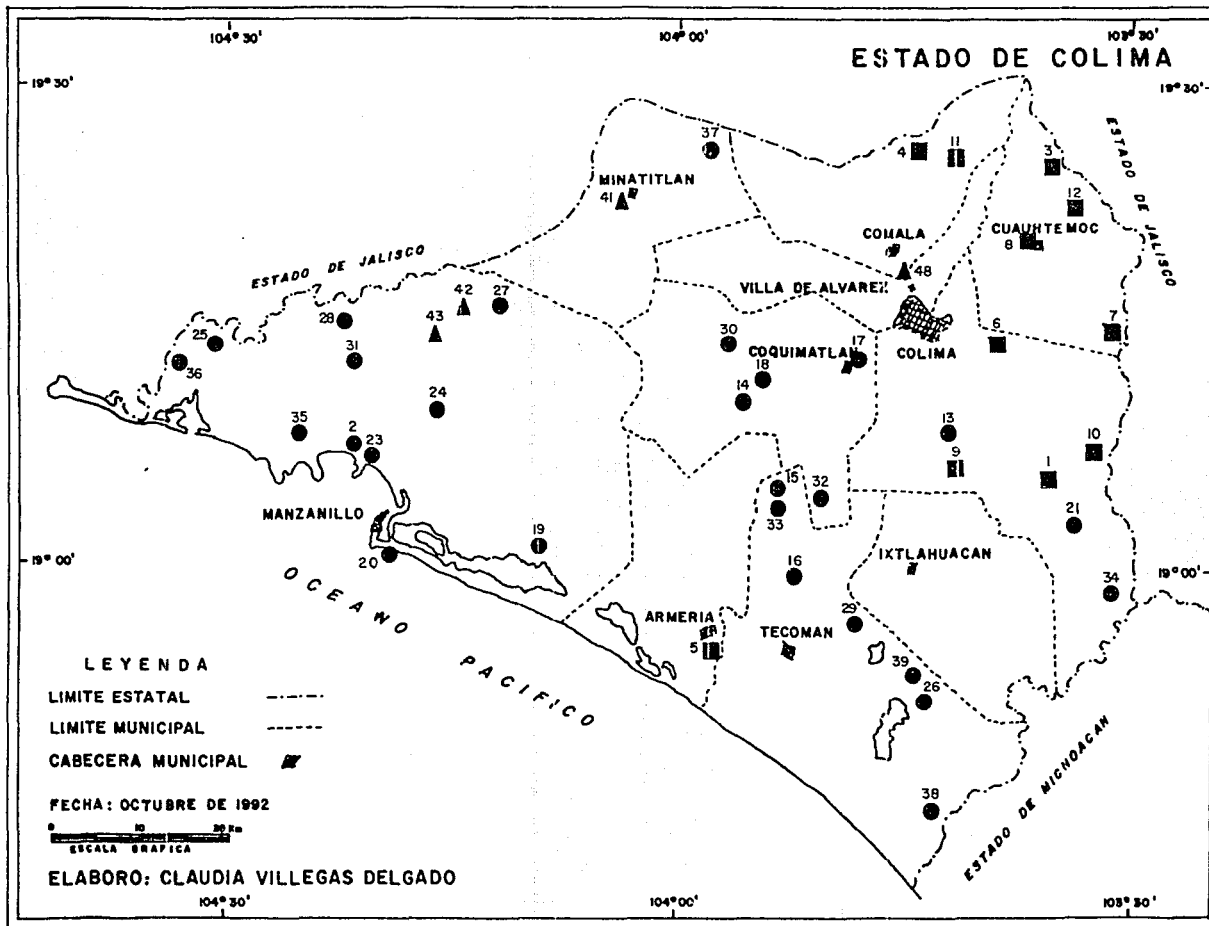 104° 30'
104° 00'
103° 30'
ESTADO DE COLIMA
19° 30'
19° 30'
37
4
11
3
ESTADO DE JALISCO
MINATITLAN
41
12
CUAUHTEMOC
8
COMALA
48
ESTADO DE JALISCO
VILLA DE ALVAREZ
42
27
28
43
7
25
30
17
6
COQUIMATLAN
COLIMA
31
18
36
14
24
35
2
23
13
10
9
1
15
32
MANZANILLO
33
21
19
IXTLAHUACAN
19° 00'
19° 00'
20
16
34
OCEANO
PACIFICO
ARMERIA
5
TECOMAN
29
39
26
LEYENDA
LIMITE ESTATAL
LIMITE MUNICIPAL
CABECERA MUNICIPAL
ESTADO DE MICHOACAN
FECHA: OCTUBRE DE 1992
0 10 20 Km
ESCALA GRAFICA
38
ELABORO: CLAUDIA VILLEGAS DELGADO
104° 30'
104° 00'
103° 30'